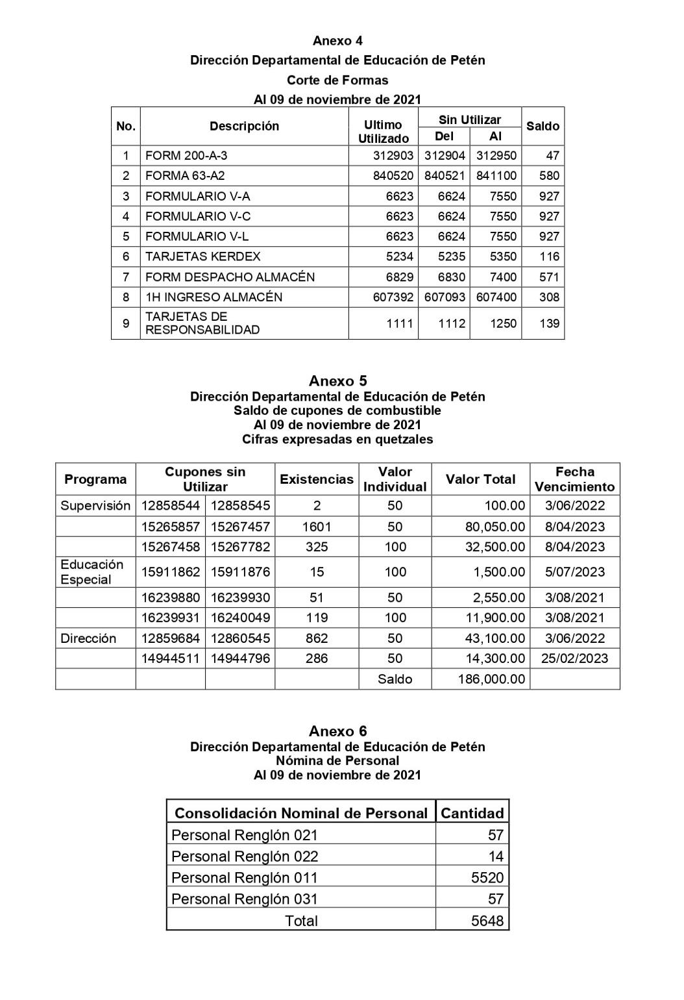 Anexo 4
Dirección Departamental de Educación de Petén
Corte de Formas
Al 09 de noviembre de 2021
No. Descripción Ultimo Utilizado Sin Utilizar Del Al Saldo
1 FORM 200-A-3 312903 312904 312950 47
2 FORMA 63-A2 840520 840521 841100 580
3 FORMULARIO V-A 6623 6624 7550 927
4 FORMULARIO V-C 6623 6624 7550 927
5 FORMULARIO V-L 6623 6624 7550 927
6 TARJETAS KERDEX 5234 5235 5350 116
7 FORM DESPACHO ALMACÉN 6829 6830 7400 571
8 1H INGRESO ALMACÉN 607392 607093 607400 308
9 TARJETAS DE RESPONSABILIDAD 1111 1112 1250 139
Anexo 5
Dirección Departamental de Educación de Petén
Saldo de cupones de combustible
Al 09 de noviembre de 2021
Cifras expresadas en quetzales
Programa Cupones sin Utilizar Existencias Valor Individual Valor Total Fecha Vencimiento
Supervisión 12858544 12858545 2 50 100.00 3/06/2022
15265857 15267457 1601 50 80,050.00 8/04/2023
15267458 15267782 325 100 32,500.00 8/04/2023
Educación Especial 15911862 15911876 15 100 1,500.00 5/07/2023
16239880 16239930 51 50 2,550.00 3/08/2021
16239931 16240049 119 100 11,900.00 3/08/2021
Dirección 12859684 12860545 862 50 43,100.00 3/06/2022
14944511 14944796 286 50 14,300.00 25/02/2023
Saldo 186,000.00
Anexo 6
Dirección Departamental de Educación de Petén
Nómina de Personal
Al 09 de noviembre de 2021
Consolidación Nominal de Personal Cantidad
Personal Renglón 021 57
Personal Renglón 022 14
Personal Renglón 011 5520
Personal Renglón 031 57
Total 5648